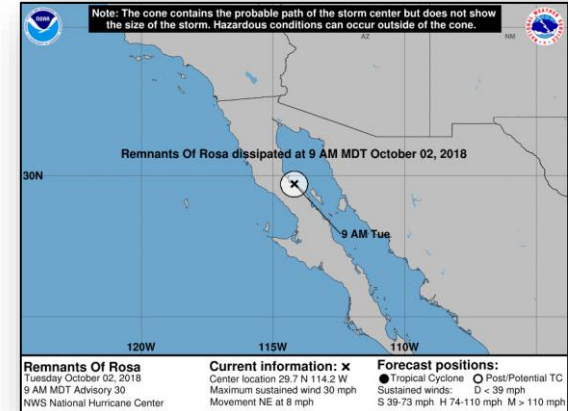 Note: The cone contains the probable path of the storm center but does not show
the size of the storm. Hazardous conditions can occur outside of the cone.
NOAA
AZ
NM
Remnants Of Rosa dissipated at 9 AM MDT October 02, 2018
30N
9 AM Tue
120W
115W
110W
Remnants Of Rosa
Tuesday October 02, 2018
9 AM MDT Advisory 30
NWS National Hurricane Center
Current information: x
Center location 29.7 N 114.2 W
Maximum sustained wind 30 mph
Movement NE at 8 mph
Forecast positions:
Tropical Cyclone Post/Potential TC
Sustained winds: D < 39 mph
S 39-73 mph H 74-110 mph M > 110 mph